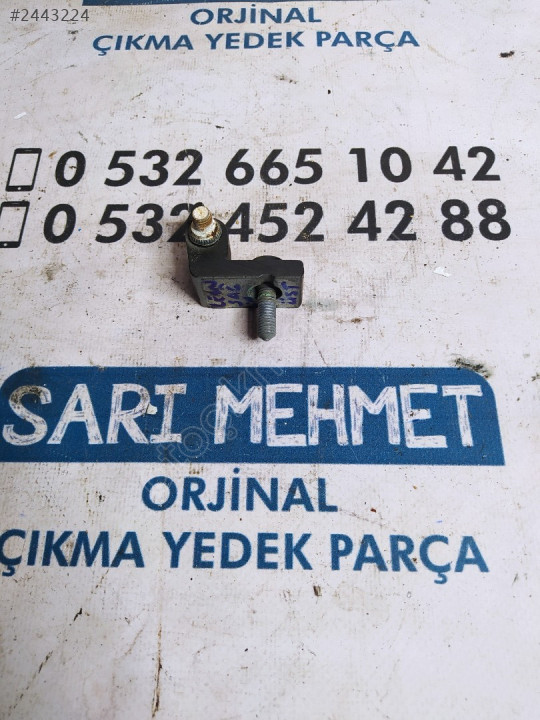 #2443224
ORJİNAL
ÇIKMA YEDEK PARÇA
0 532 665 10 42
0 532 452 42 88
SAĞ
SARI MEHMET
ORJİNAL
ÇIKMA YEDEK PARÇA